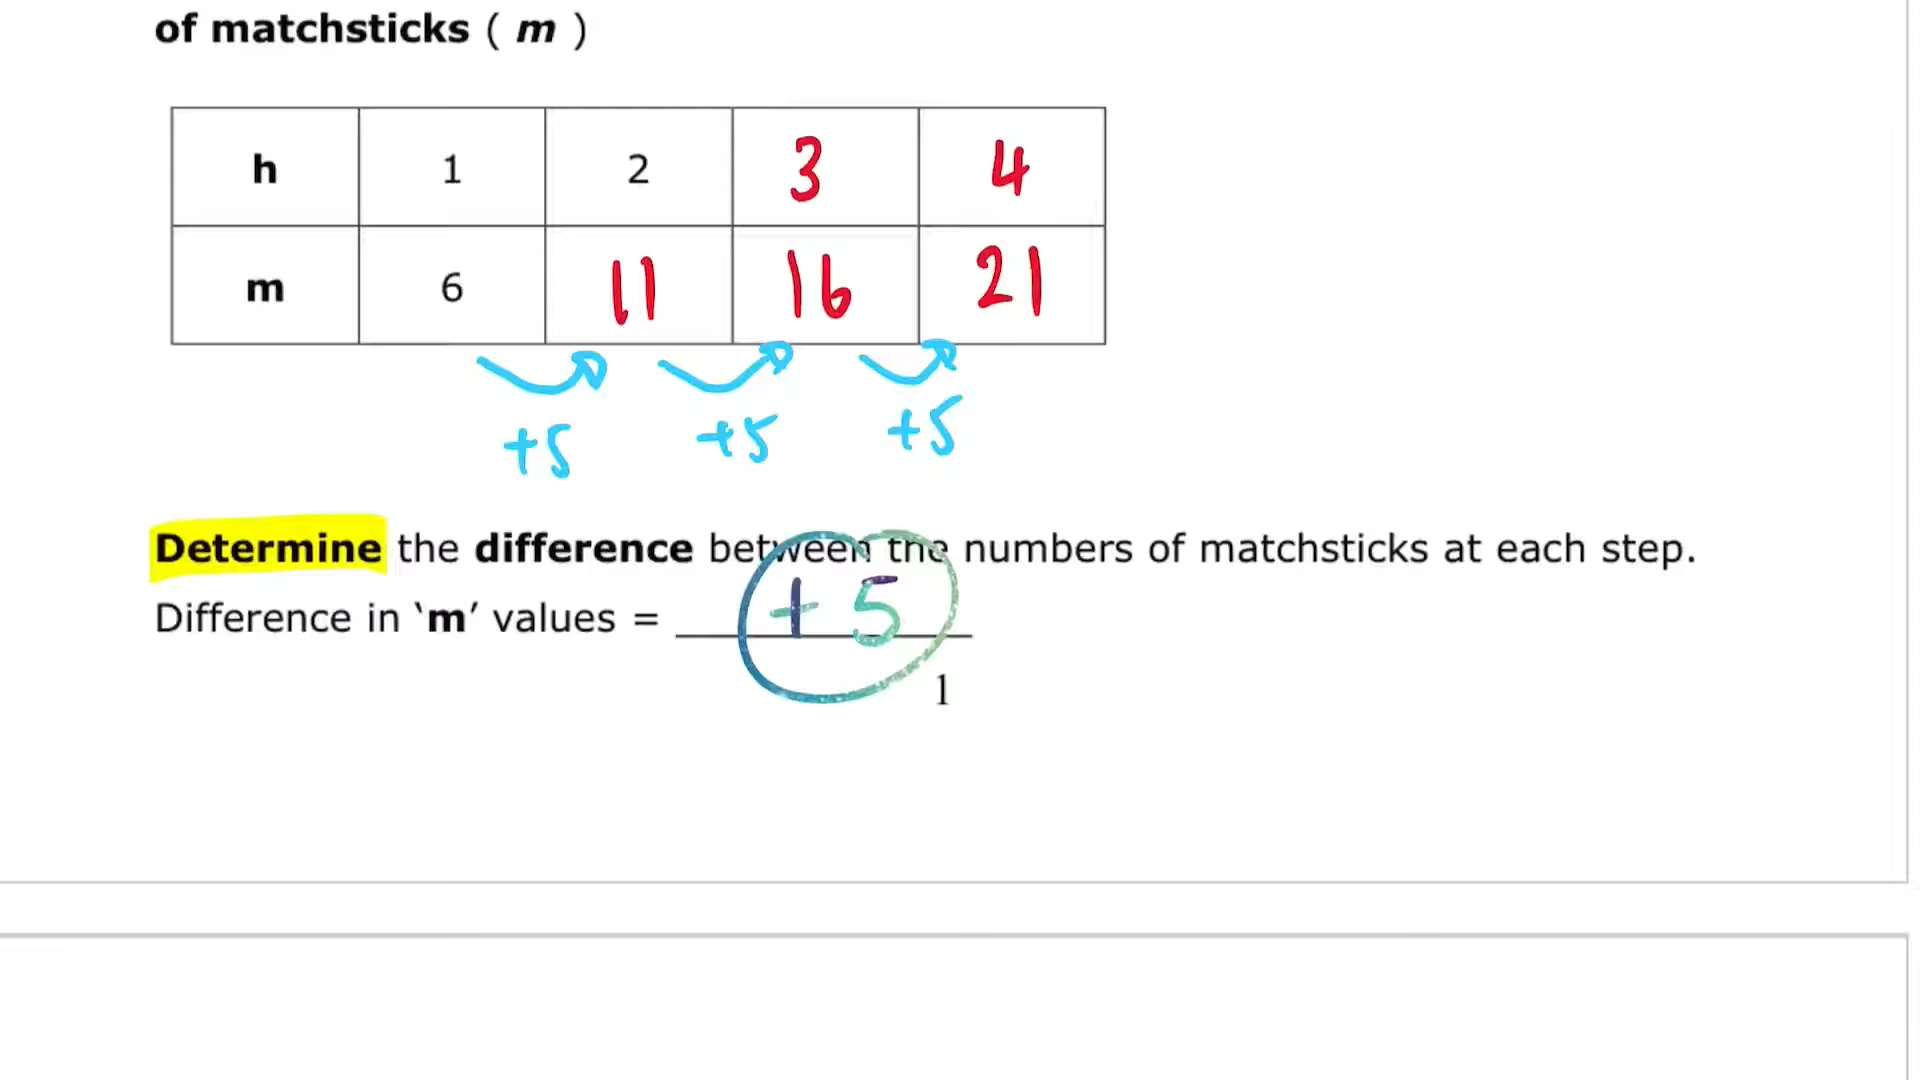 of matchsticks ( m )
h 1 2 3 4
m 6 11 16 21
+5 +5 +5
Determine the difference between the numbers of matchsticks at each step.
Difference in ‘m’ values = + 5
1